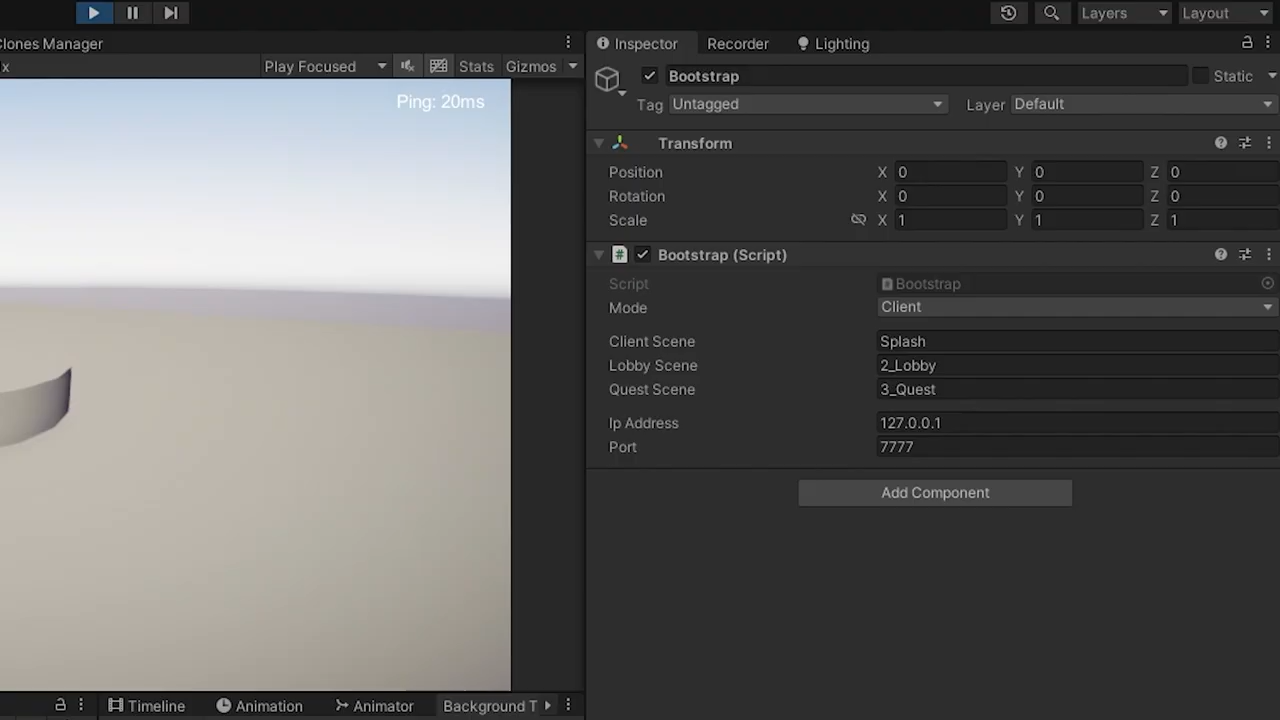 Layers
Layout
Clones Manager
Inspector
Recorder
Lighting
x
Play Focused
Stats
Gizmos
Bootstrap
Static
Ping: 20ms
Tag Untagged
Layer Default
Transform
Position X 0 Y 0 Z 0
Rotation X 0 Y 0 Z 0
Scale X 1 Y 1 Z 1
# Bootstrap (Script)
Script Bootstrap
Mode Client
Client Scene Splash
Lobby Scene 2_Lobby
Quest Scene 3_Quest
Ip Address 127.0.0.1
Port 7777
Add Component
Timeline
Animation
Animator
Background T